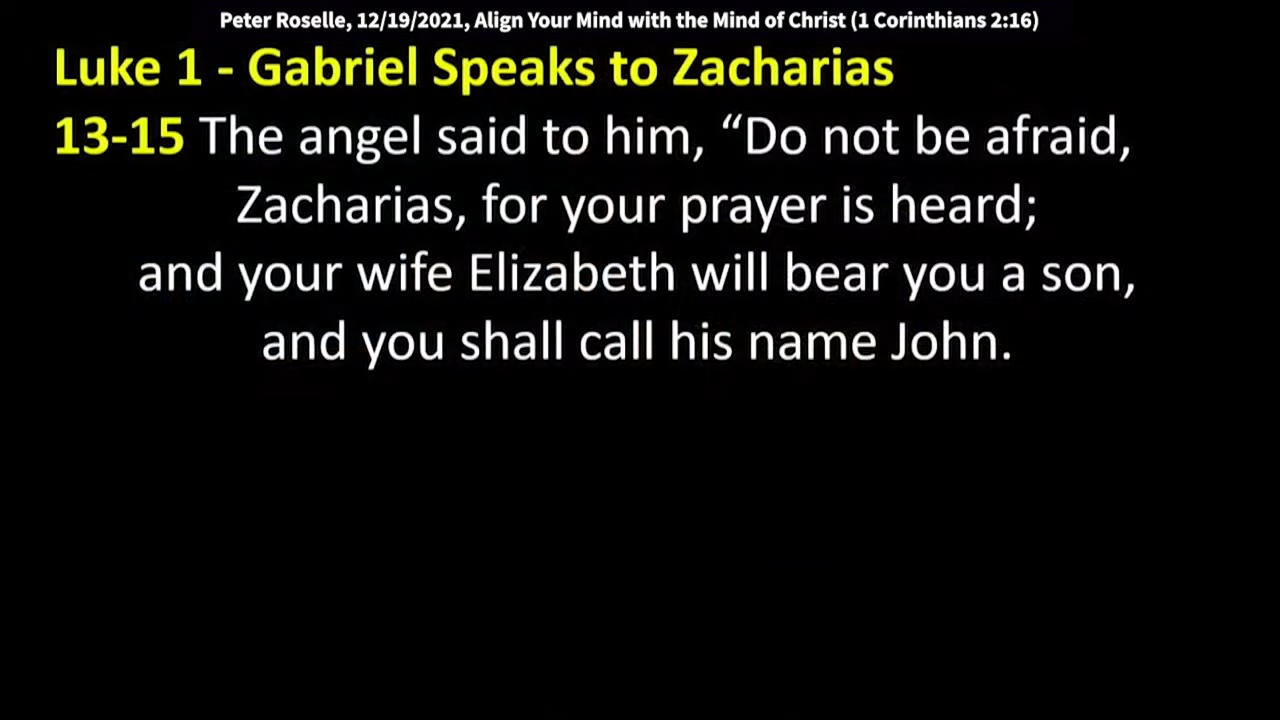 Peter Roselle, 12/19/2021, Align Your Mind with the Mind of Christ (1 Corinthians 2:16)
Luke 1 - Gabriel Speaks to Zacharias
13-15 The angel said to him, “Do not be afraid,
Zacharias, for your prayer is heard;
and your wife Elizabeth will bear you a son,
and you shall call his name John.